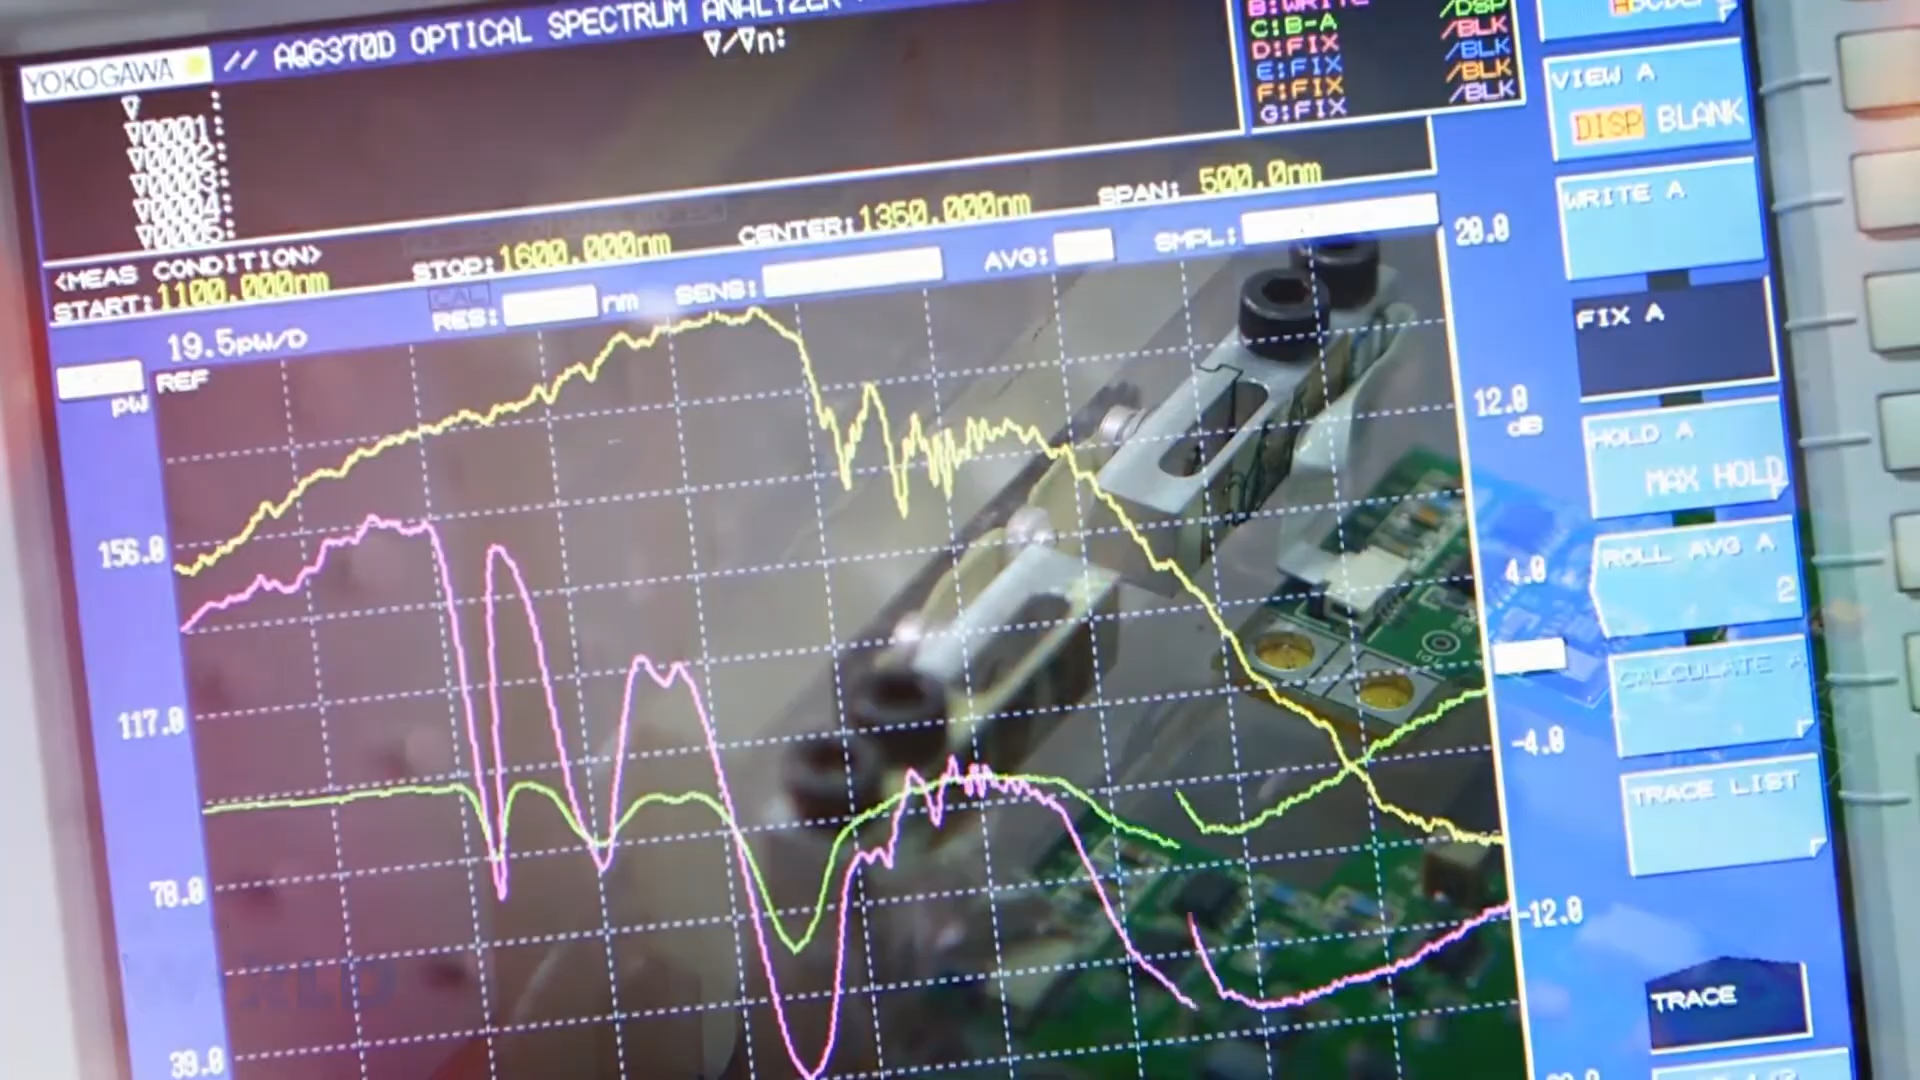 YOKOGAWA // AQ6370D OPTICAL SPECTRUM ANALYZER
∇/∇n:
∇ :
∇0001:
∇0002:
∇0003:
∇0004:
∇0005:
B:WRITE /DSP
C:B-A /BLK
D:FIX /BLK
E:FIX /BLK
F:FIX /BLK
G:FIX
<MEAS CONDITION>
START:1100.000nm STOP:1600.000nm CENTER:1350.000nm SPAN: 500.0nm
CAL
RES: nm SENS: AVG: SMPL:
19.5pW/D
REF
pW
156.0
117.0
78.0
39.0
20.0
12.0
dB
4.0
-4.0
-12.0
VIEW A
DISP BLANK
WRITE A
FIX A
HOLD A
MAX HOLD
ROLL AVG A
2
CALCULATE A
TRACE LIST
TRACE